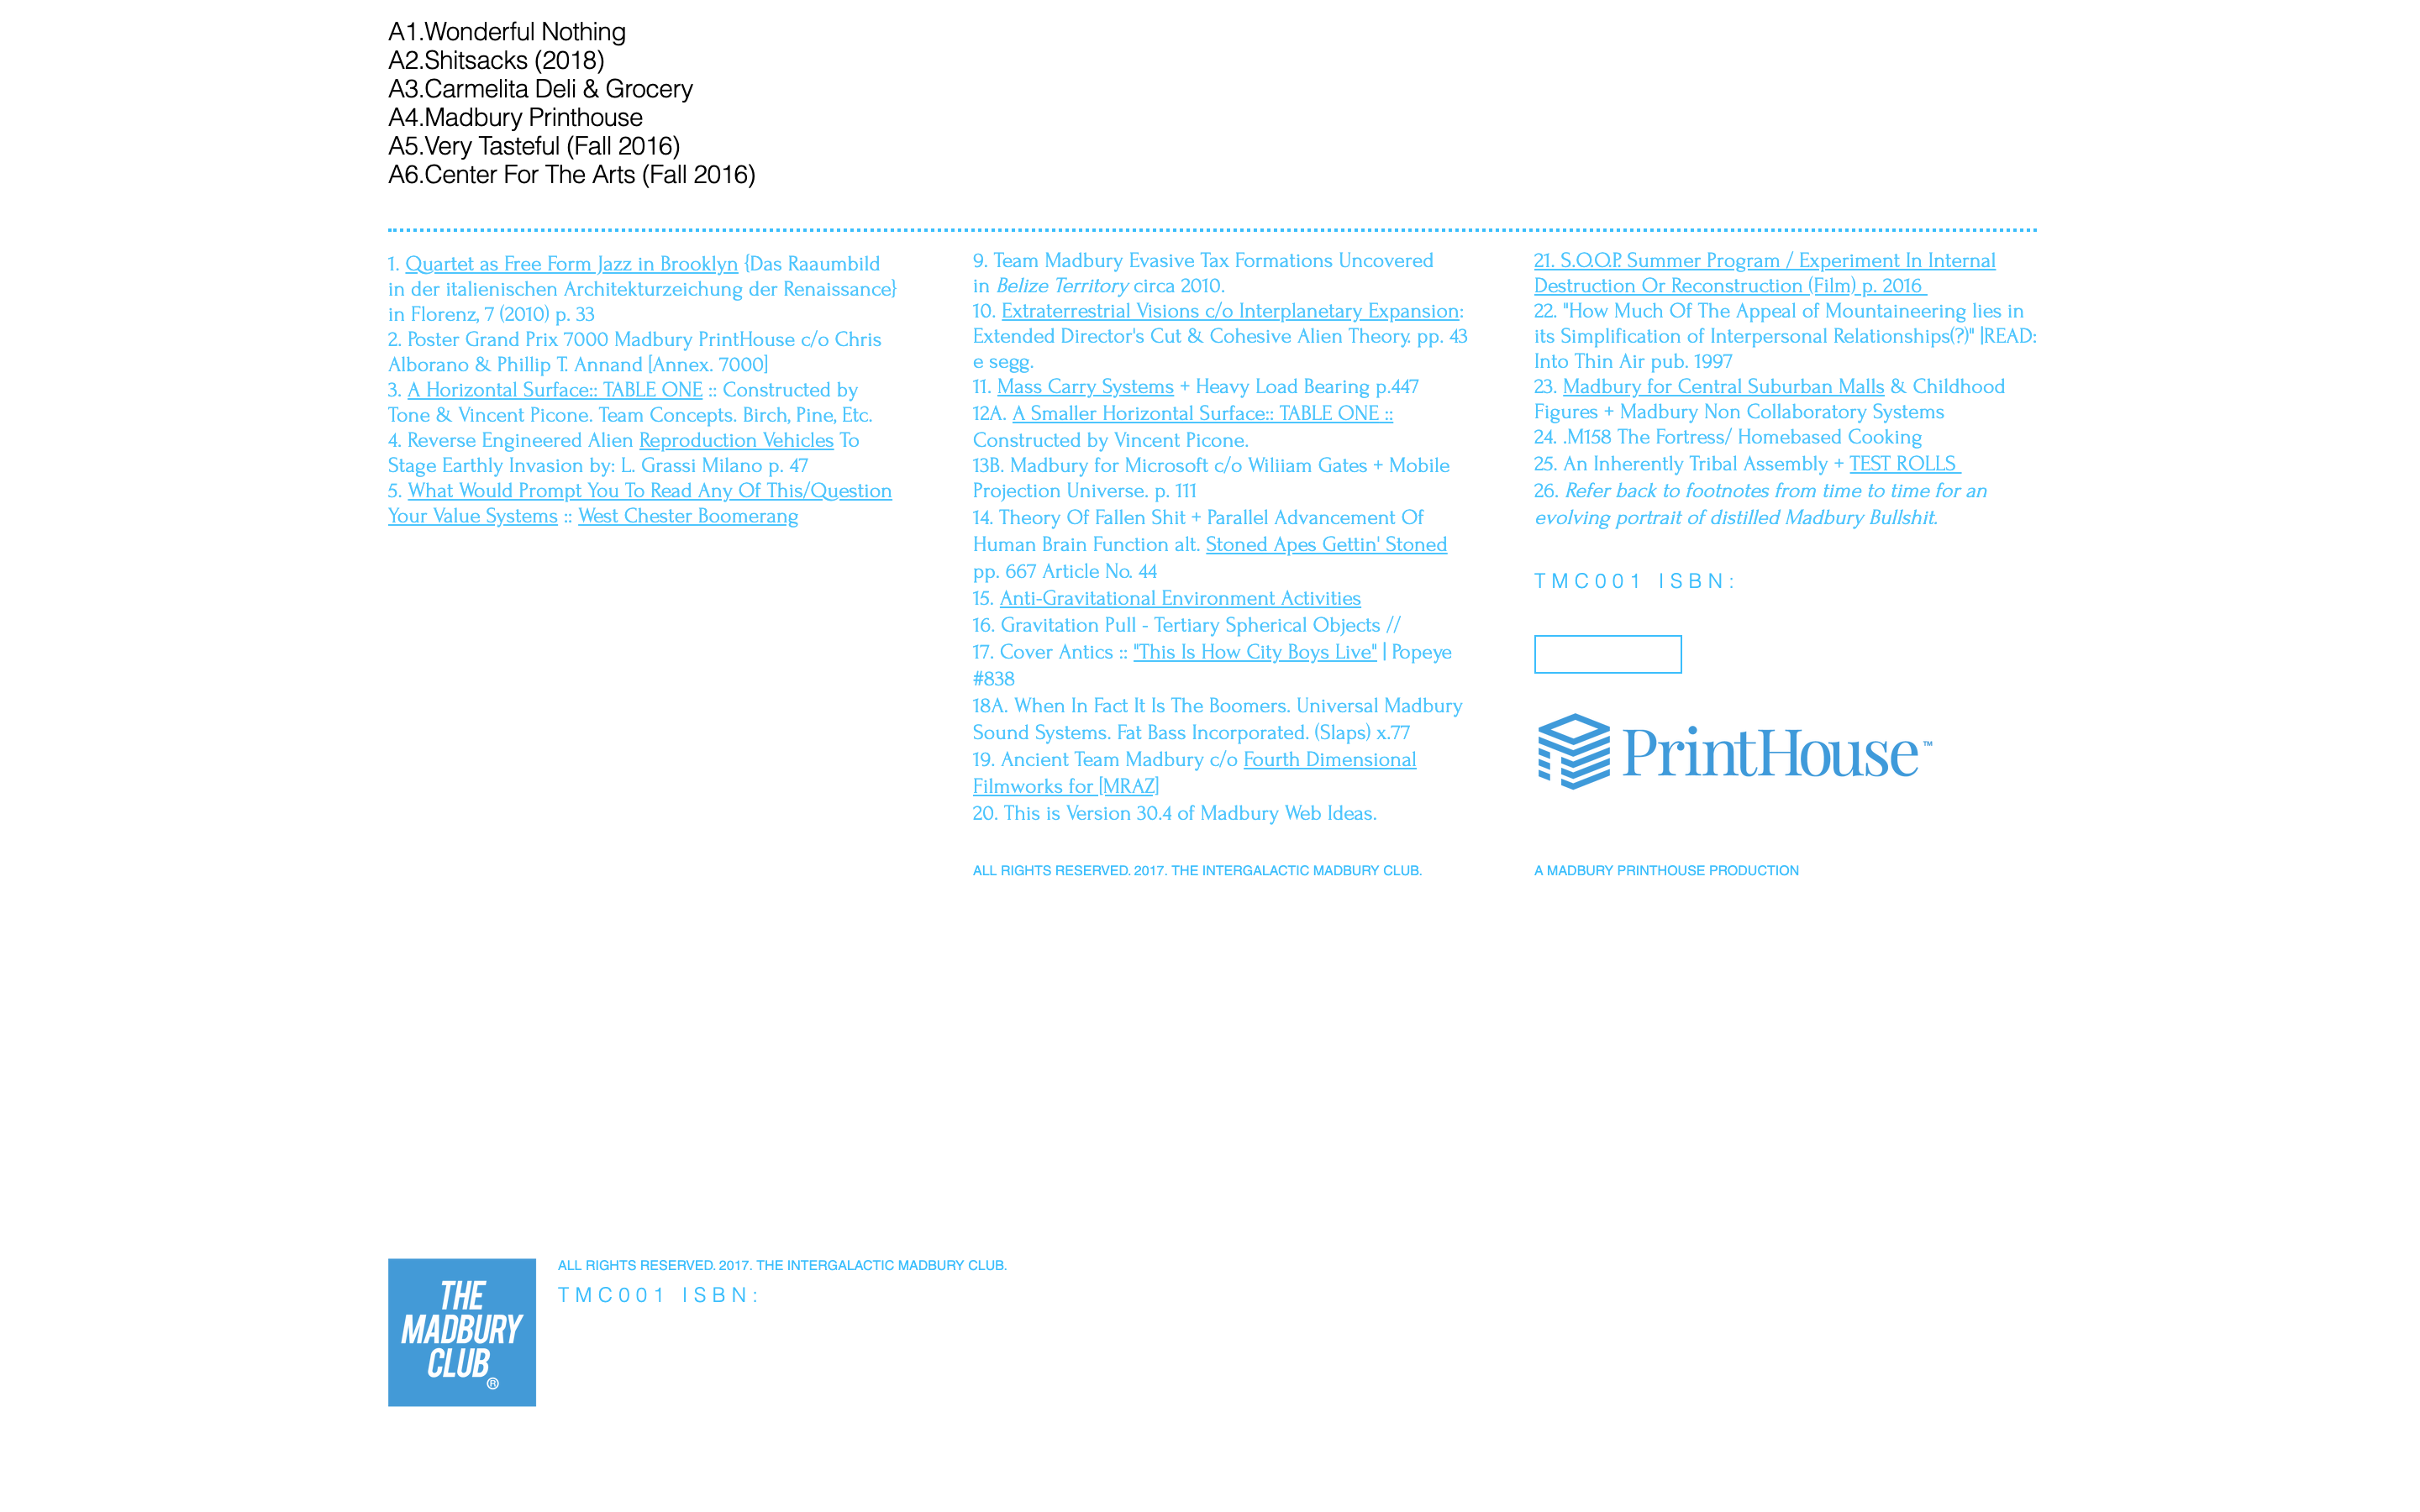 A1.Wonderful Nothing
A2.Shitsacks (2018)
A3.Carmelita Deli & Grocery
A4.Madbury Printhouse
A5.Very Tasteful (Fall 2016)
A6.Center For The Arts (Fall 2016)
1. Quartet as Free Form Jazz in Brooklyn {Das Raaumbild
in der italienischen Architekturzeichung der Renaissance}
in Florenz, 7 (2010) p. 33
2. Poster Grand Prix 7000 Madbury PrintHouse c/o Chris
Alborano & Phillip T. Annand [Annex. 7000]
3. A Horizontal Surface:: TABLE ONE :: Constructed by
Tone & Vincent Picone. Team Concepts. Birch, Pine, Etc.
4. Reverse Engineered Alien Reproduction Vehicles To
Stage Earthly Invasion by: L. Grassi Milano p. 47
5. What Would Prompt You To Read Any Of This/Question
Your Value Systems :: West Chester Boomerang
9. Team Madbury Evasive Tax Formations Uncovered
in Belize Territory circa 2010.
10. Extraterrestrial Visions c/o Interplanetary Expansion:
Extended Director's Cut & Cohesive Alien Theory. pp. 43
e segg.
11. Mass Carry Systems + Heavy Load Bearing p.447
12A. A Smaller Horizontal Surface:: TABLE ONE ::
Constructed by Vincent Picone.
13B. Madbury for Microsoft c/o Wiliiam Gates + Mobile
Projection Universe. p. 111
14. Theory Of Fallen Shit + Parallel Advancement Of
Human Brain Function alt. Stoned Apes Gettin' Stoned
pp. 667 Article No. 44
15. Anti-Gravitational Environment Activities
16. Gravitation Pull - Tertiary Spherical Objects //
17. Cover Antics :: "This Is How City Boys Live" | Popeye
#838
18A. When In Fact It Is The Boomers. Universal Madbury
Sound Systems. Fat Bass Incorporated. (Slaps) x.77
19. Ancient Team Madbury c/o Fourth Dimensional
Filmworks for [MRAZ]
20. This is Version 30.4 of Madbury Web Ideas.
ALL RIGHTS RESERVED. 2017. THE INTERGALACTIC MADBURY CLUB.
21. S.O.O.P. Summer Program / Experiment In Internal
Destruction Or Reconstruction (Film) p. 2016
22. "How Much Of The Appeal of Mountaineering lies in
its Simplification of Interpersonal Relationships(?)" |READ:
Into Thin Air pub. 1997
23. Madbury for Central Suburban Malls & Childhood
Figures + Madbury Non Collaboratory Systems
24. .M158 The Fortress/ Homebased Cooking
25. An Inherently Tribal Assembly + TEST ROLLS
26. Refer back to footnotes from time to time for an
evolving portrait of distilled Madbury Bullshit.
TMC001 ISBN:
PrintHouse™
A MADBURY PRINTHOUSE PRODUCTION
THE
MADBURY
CLUB
®
ALL RIGHTS RESERVED. 2017. THE INTERGALACTIC MADBURY CLUB.
TMC001 ISBN: